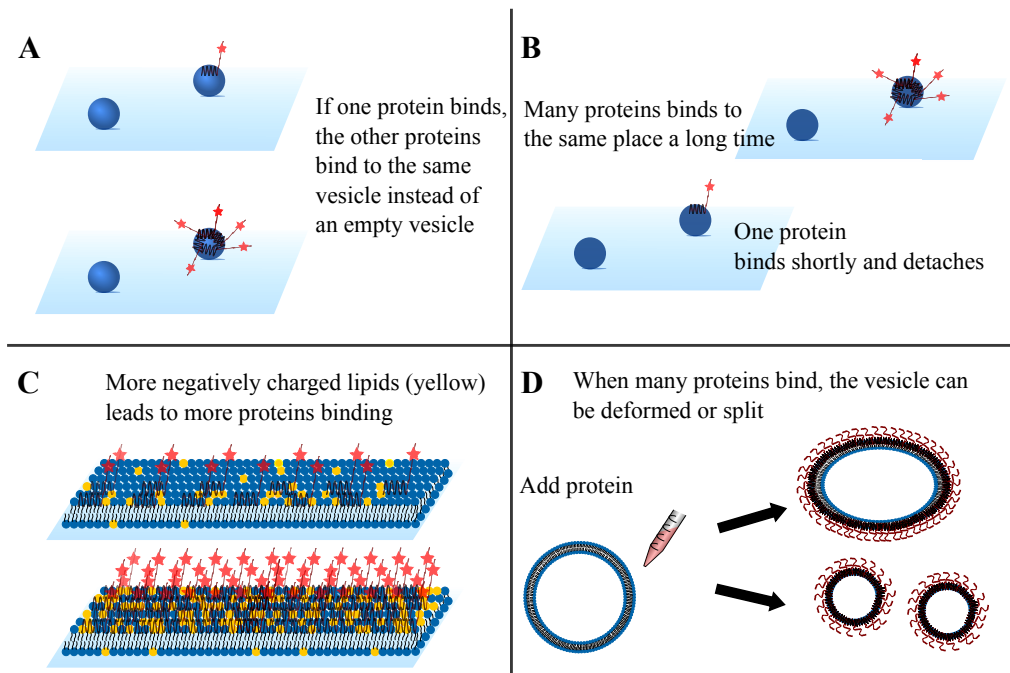 A
If one protein binds,
the other proteins
bind to the same
vesicle instead of
an empty vesicle
B
Many proteins binds to
the same place a long time
One protein
binds shortly and detaches
C
More negatively charged lipids (yellow)
leads to more proteins binding
D
When many proteins bind, the vesicle can
be deformed or split
Add protein